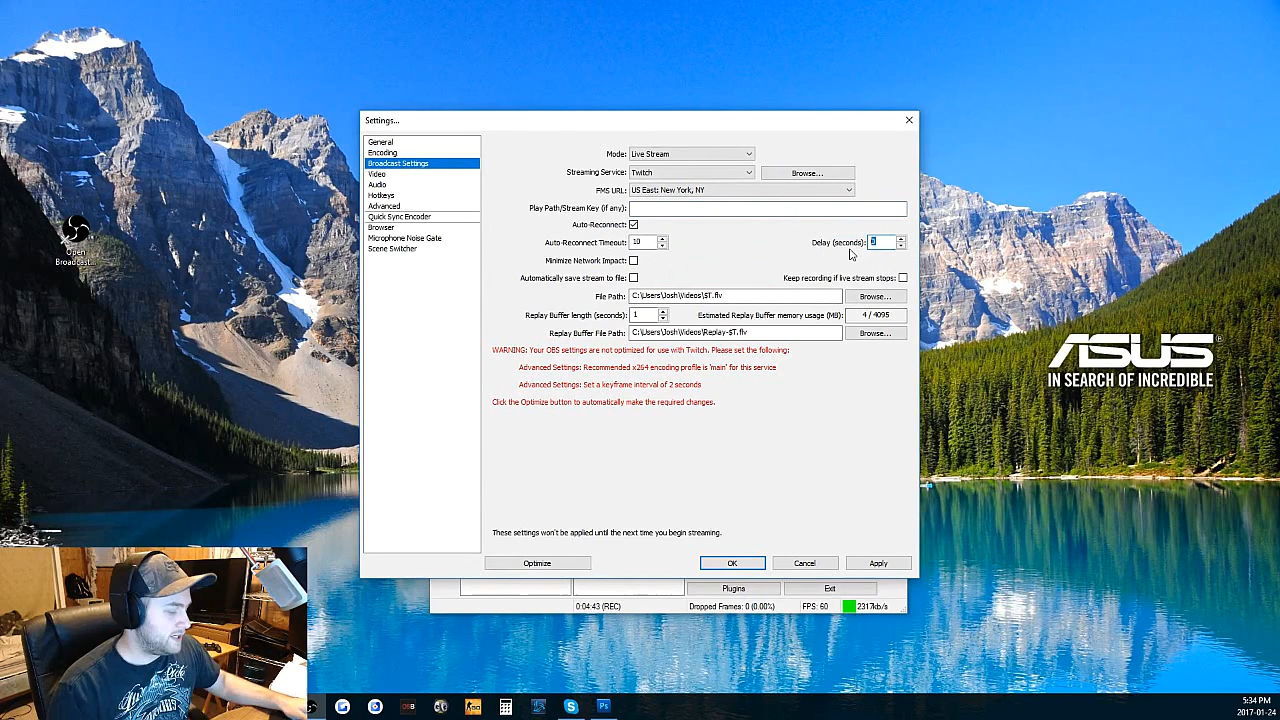 Settings...
General
Encoding
Broadcast Settings
Video
Audio
Hotkeys
Advanced
Quick Sync Encoder
Browser
Microphone Noise Gate
Scene Switcher
Mode: Live Stream
Streaming Service: Twitch Browse...
FMS URL: US East: New York, NY
Play Path/Stream Key (if any):
Auto-Reconnect:
Auto-Reconnect Timeout: 10 Delay (seconds): 0
Minimize Network Impact:
Automatically save stream to file: Keep recording if live stream stops:
File Path: C:\Users\Josh\Videos\$T.flv Browse...
Replay Buffer length (seconds): 1 Estimated Replay Buffer memory usage (MB): 4 / 4095
Replay Buffer File Path: C:\Users\Josh\Videos\Replay-$T.flv Browse...
WARNING: Your OBS settings are not optimized for use with Twitch. Please set the following:
Advanced Settings: Recommended x264 encoding profile is 'main' for this service
Advanced Settings: Set a keyframe interval of 2 seconds
Click the Optimize button to automatically make the required changes.
These settings won't be applied until the next time you begin streaming.
Optimize OK Cancel Apply
Plugins Exit
0:04:43 (REC) Dropped Frames: 0 (0.00%) FPS: 60 2317kb/s
Open
Broadcast...
ASUS
IN SEARCH OF INCREDIBLE
5:34 PM
2017-01-24